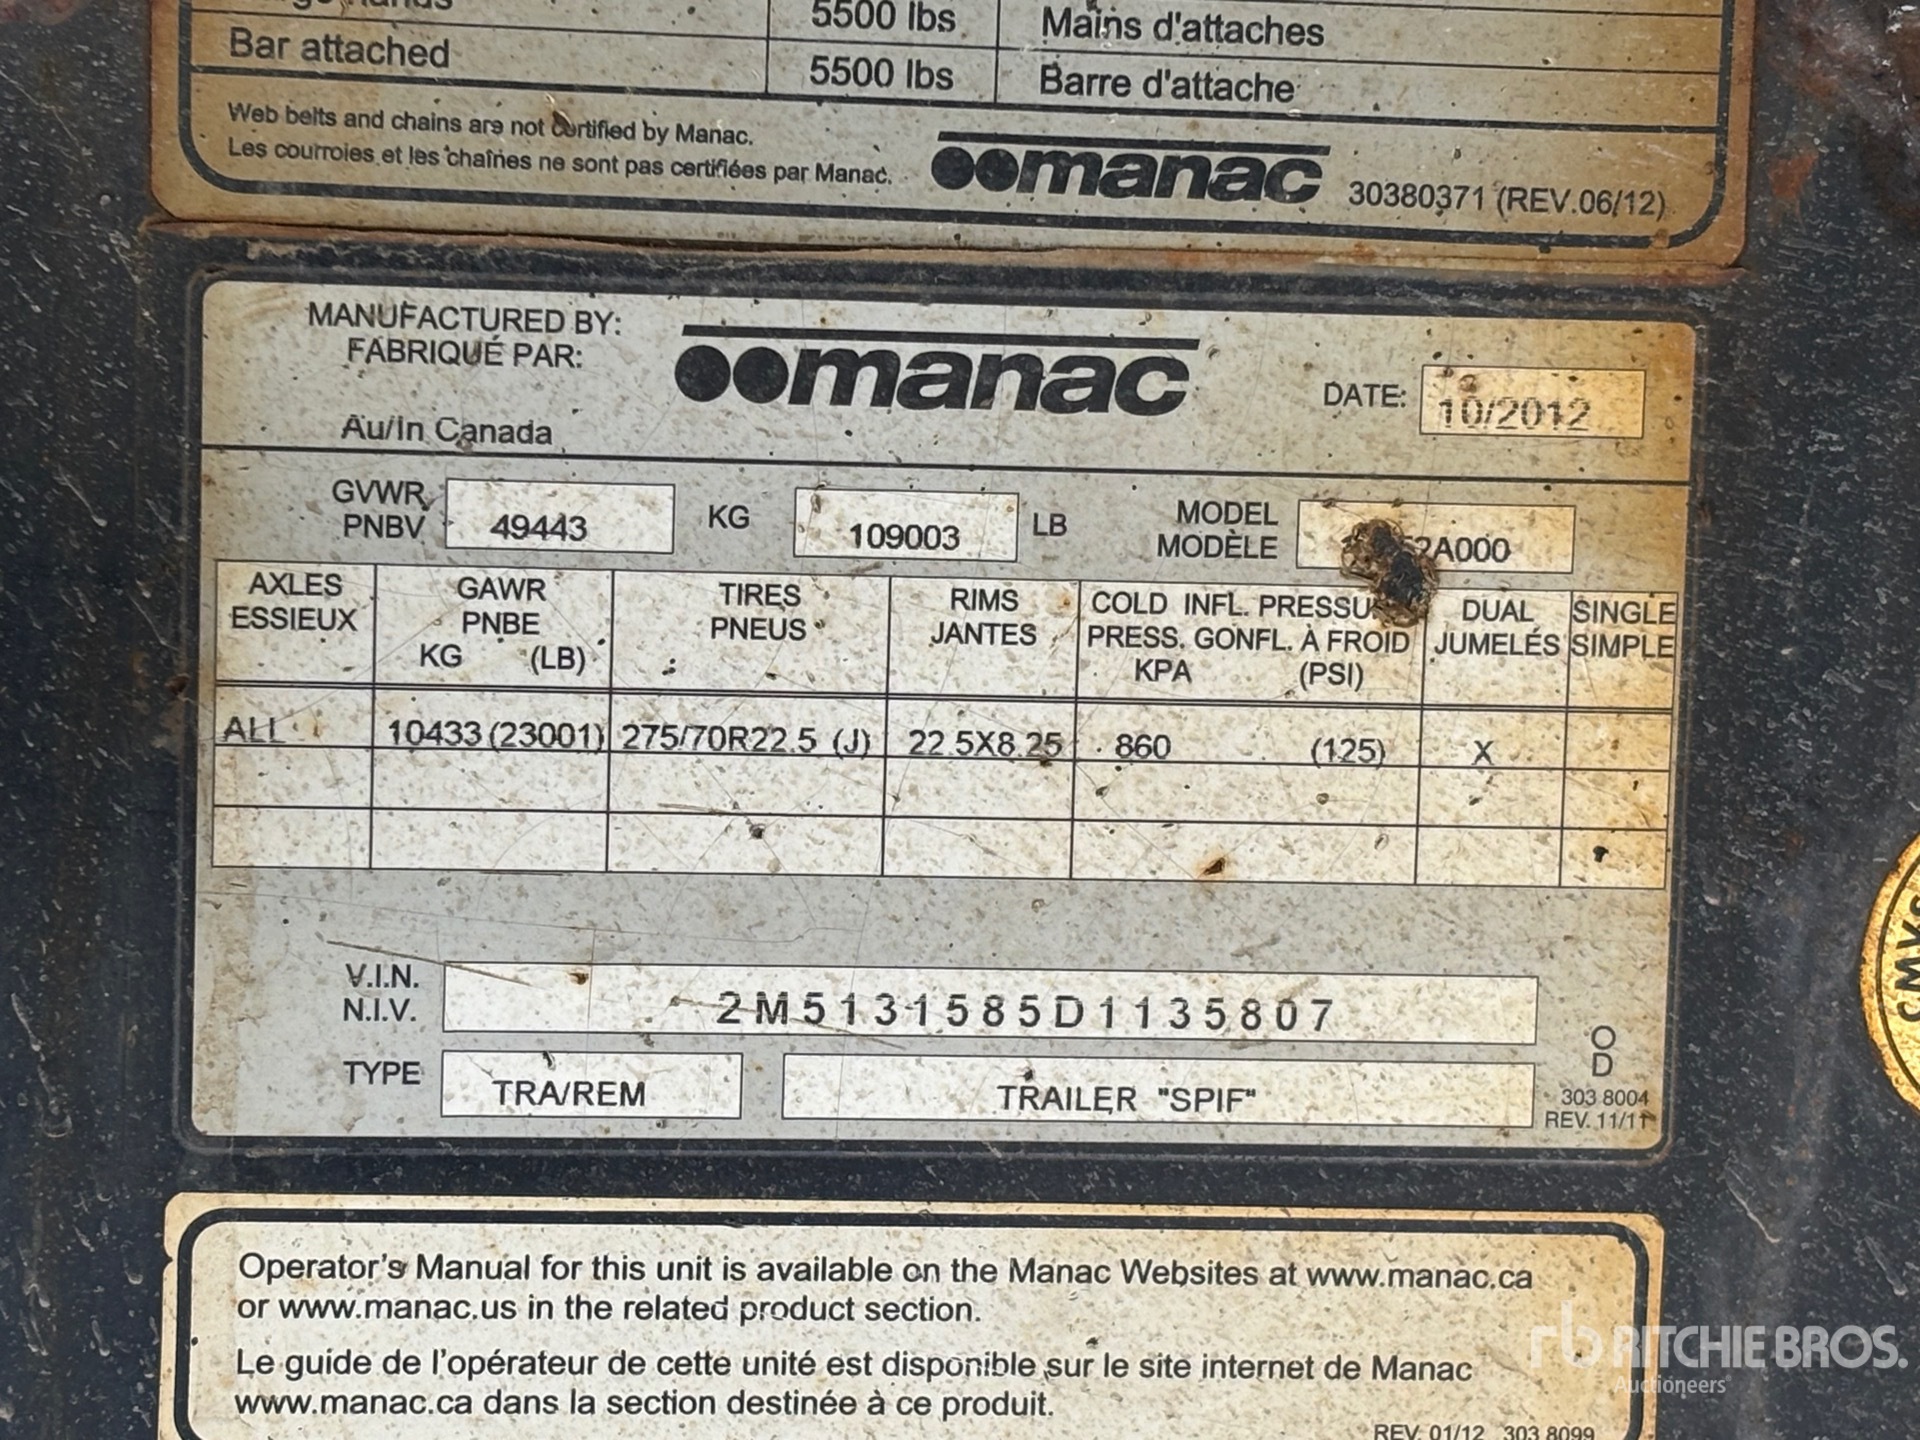 5500 lbs
Mains d'attaches
Bar attached
5500 lbs
Barre d'attache
Web belts and chains are not certified by Manac.
Les courroies et les chaînes ne sont pas certifiées par Manac.
manac
30380371 (REV.06/12)
MANUFACTURED BY:
FABRIQUÉ PAR:
manac
DATE: 10/2012
Au/In Canada
GVWR
PNBV
49443 KG
109003 LB
MODEL
MODÈLE
2A000
AXLES
ESSIEUX
GAWR
PNBE
KG (LB)
TIRES
PNEUS
RIMS
JANTES
COLD INFL.
PRESS. GONFL. À FROID
KPA (PSI)
DUAL
JUMELÉS
SINGLE
SIMPLE
ALL 10433 (23001) 275/70R22.5 (J) 22.5X8.25 860 (125) X
V.I.N.
N.I.V.
2M5131585D1135807
TYPE TRA/REM TRAILER "SPIF"
O
D
303 8004
REV. 11/11
Operator's Manual for this unit is available on the Manac Websites at www.manac.ca
or www.manac.us in the related product section.
Le guide de l'opérateur de cette unité est disponible sur le site internet de Manac
www.manac.ca dans la section destinée à ce produit.
REV. 01/12 303 8099
rb RITCHIE BROS.
Auctioneers